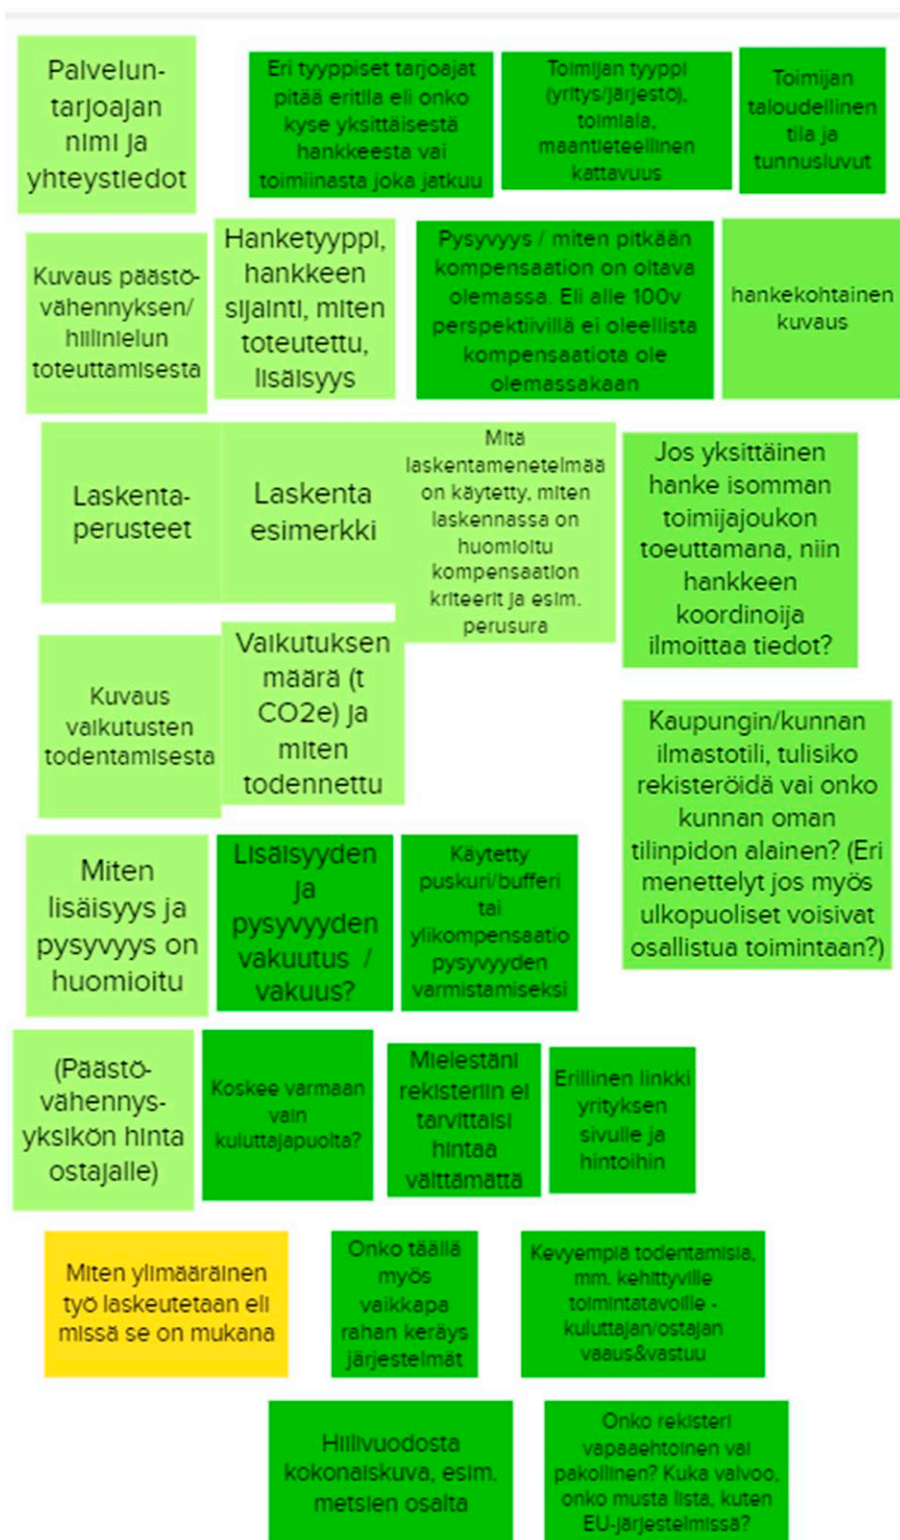 Palvelun-
tarjoajan
nimi ja
yhteystiedot
Eri tyyppiset tarjoajat
pitää eritlla eli onko
kyse yksittäisestä
hankkeesta vai
toimiinasta joka jatkuu
Toimijan tyyppi
(yritys/järjestö),
toimiala,
maantieteellinen
kattavuus
Toimijan
taloudellinen
tila ja
tunnusluvut
Kuvaus päästö-
vähennyksen/
hiilinielun
toteuttamisesta
Hanketyyppi,
hankkeen
sijainti, miten
toteutettu,
lisäisyys
Pysyvyys / miten pitkään
kompensaation on oltava
olemassa. Eli alle 100v
perspektiivillä ei oleellista
kompensaatiota ole
olemassakaan
hankekohtainen
kuvaus
Laskenta-
perusteet
Laskenta
esimerkki
Mitä
laskentamenetelmää
on käytetty, miten
laskennassa on
huomioitu
kompensaation
kriteerit ja esim.
perusura
Jos yksittäinen
hanke isomman
toimijajoukon
toeuttamana, niin
hankkeen
koordinoija
ilmoittaa tiedot?
Kuvaus
vaikutusten
todentamisesta
Vaikutuksen
määrä (t
CO2e) ja
miten
todennettu
Kaupungin/kunnan
ilmastotili, tulisiko
rekisteröidä vai onko
kunnan oman
tilinpidon alainen? (Eri
menettelyt jos myös
ulkopuoliset voisivat
osallistua toimintaan?)
Miten
lisäisyys ja
pysyvyys on
huomioitu
Lisäisyyden
ja
pysyvyyden
vakuutus /
vakuus?
Käytetty
puskuri/bufferi
tai
ylikompensaatio
pysyvyyden
varmistamiseksi
(Päästö-
vähennys-
yksikön hinta
ostajalle)
Koskee varmaan
vain
kuluttajapuolta?
Mielestäni
rekisteriin ei
tarvittaisi
hintaa
välttämättä
Erillinen linkki
yrityksen
sivulle ja
hintoihin
Miten ylimääräinen
työ laskeutetaan eli
missä se on mukana
Onko täällä
myös
vaikkapa
rahan keräys
järjestelmät
Kevyempiä todentamisia,
mm. kehittyville
toimintatavoille -
kuluttajan/ostajan
vaaus&vastuu
Hiilivuodosta
kokonaiskuva, esim.
metsien osalta
Onko rekisteri
vapaaehtoinen vai
pakollinen? Kuka valvoo,
onko musta lista, kuten
EU-järjestelmissä?